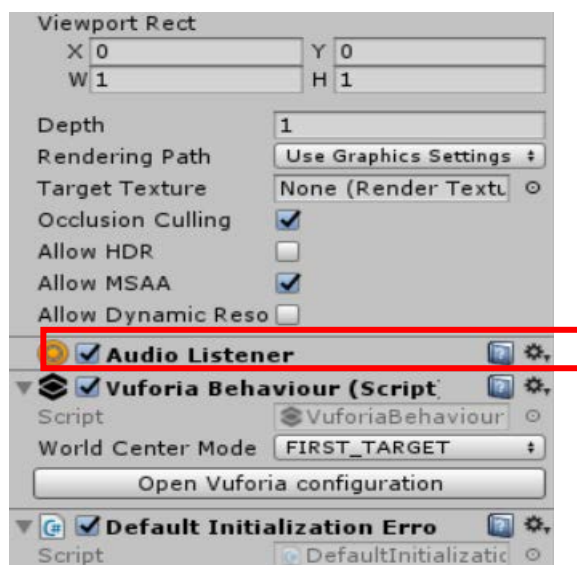 Viewport Rect
X 0 Y 0
W 1 H 1
Depth 1
Rendering Path Use Graphics Settings
Target Texture None (Render Textu
Occlusion Culling
Allow HDR
Allow MSAA
Allow Dynamic Reso
Audio Listener
Vuforia Behaviour (Script)
Script VuforiaBehaviour
World Center Mode FIRST_TARGET
Open Vuforia configuration
C# Default Initialization Erro
Script DefaultInitializatic